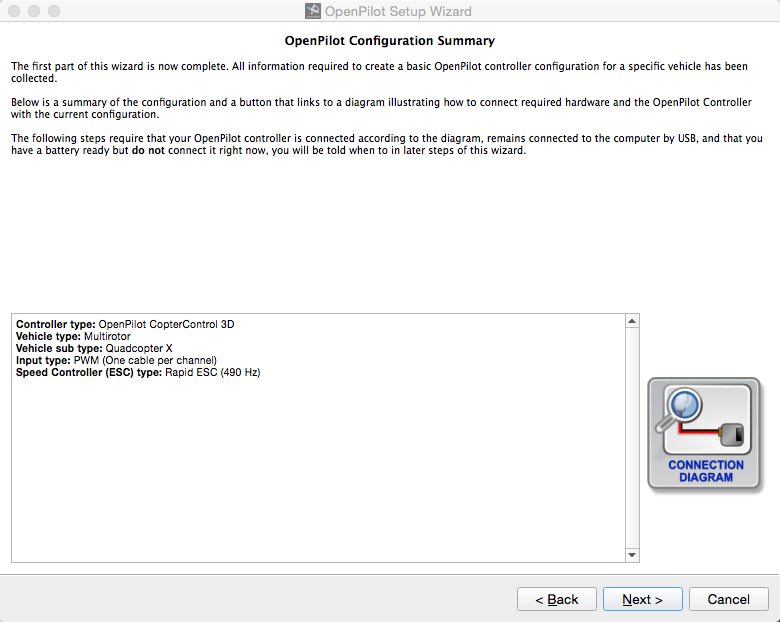 OpenPilot Setup Wizard
OpenPilot Configuration Summary
The first part of this wizard is now complete. All information required to create a basic OpenPilot controller configuration for a specific vehicle has been
collected.
Below is a summary of the configuration and a button that links to a diagram illustrating how to connect required hardware and the OpenPilot Controller
with the current configuration.
The following steps require that your OpenPilot controller is connected according to the diagram, remains connected to the computer by USB, and that you
have a battery ready but do not connect it right now, you will be told when to in later steps of this wizard.
Controller type: OpenPilot CopterControl 3D
Vehicle type: Multirotor
Vehicle sub type: Quadcopter X
Input type: PWM (One cable per channel)
Speed Controller (ESC) type: Rapid ESC (490 Hz)
CONNECTION
DIAGRAM
< Back Next > Cancel